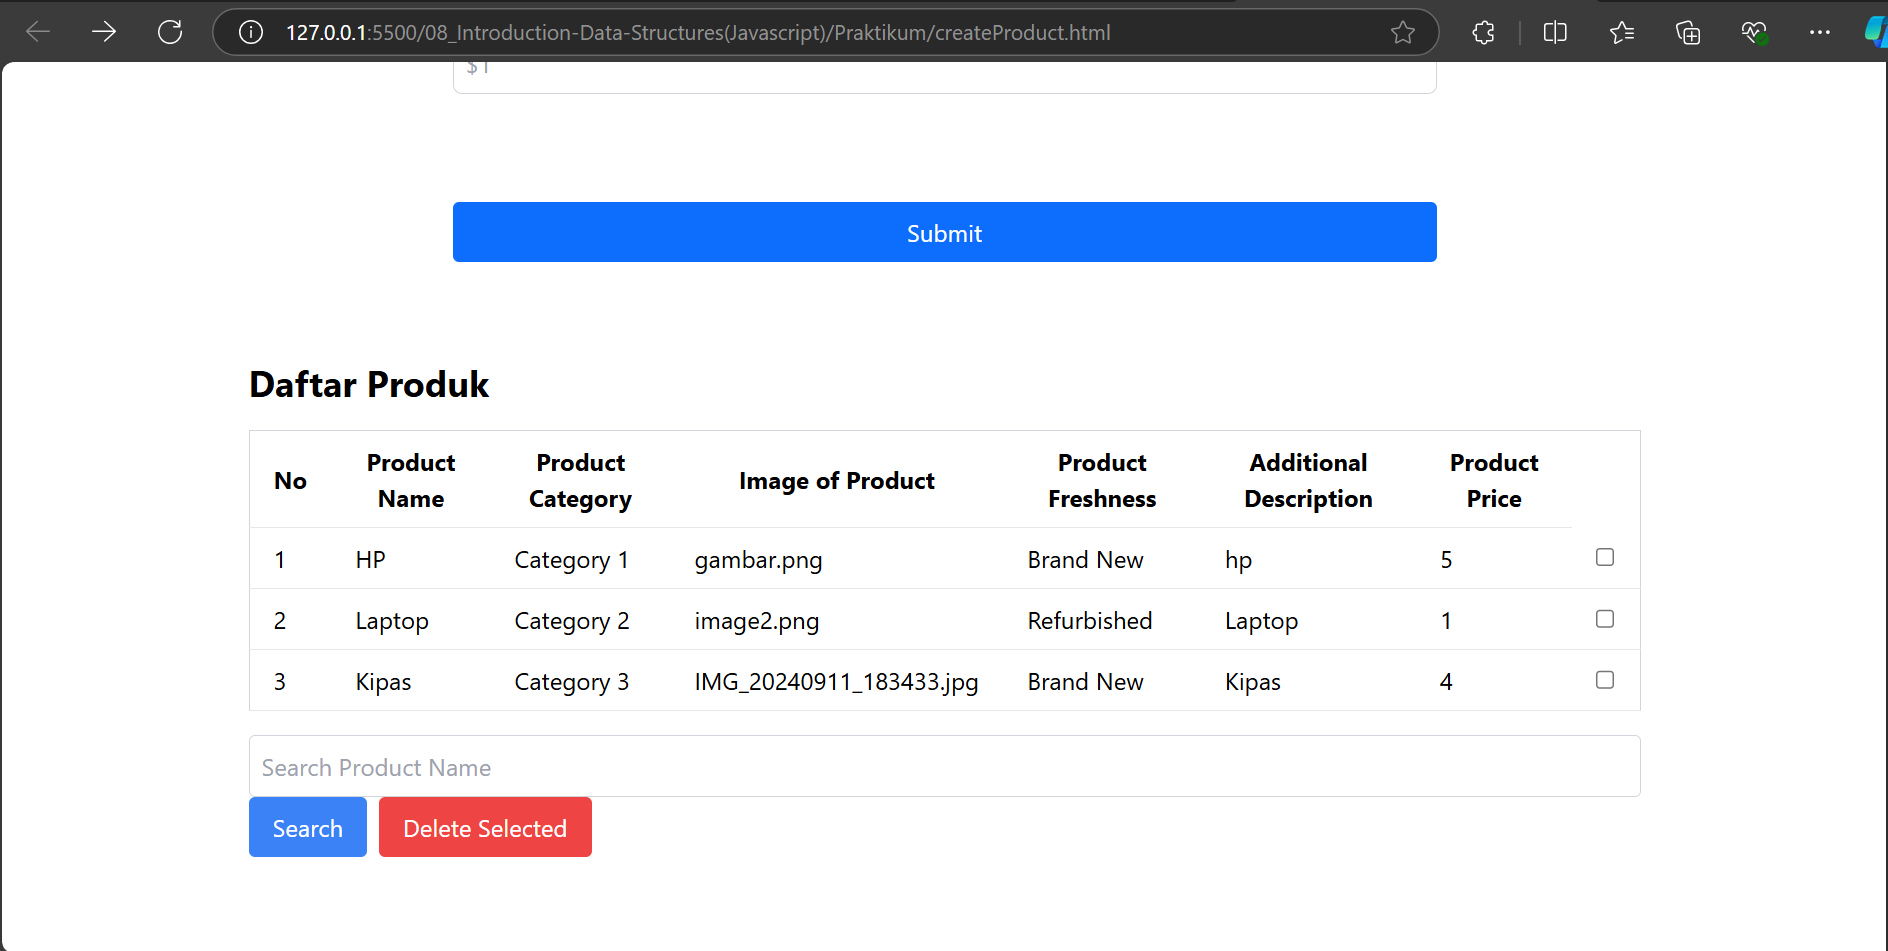 127.0.0.1:5500/08_Introduction-Data-Structures(Javascript)/Praktikum/createProduct.html
$1
Submit
Daftar Produk
No Product Name Product Category Image of Product Product Freshness Additional Description Product Price
1 HP Category 1 gambar.png Brand New hp 5
2 Laptop Category 2 image2.png Refurbished Laptop 1
3 Kipas Category 3 IMG_20240911_183433.jpg Brand New Kipas 4
Search Product Name
Search Delete Selected